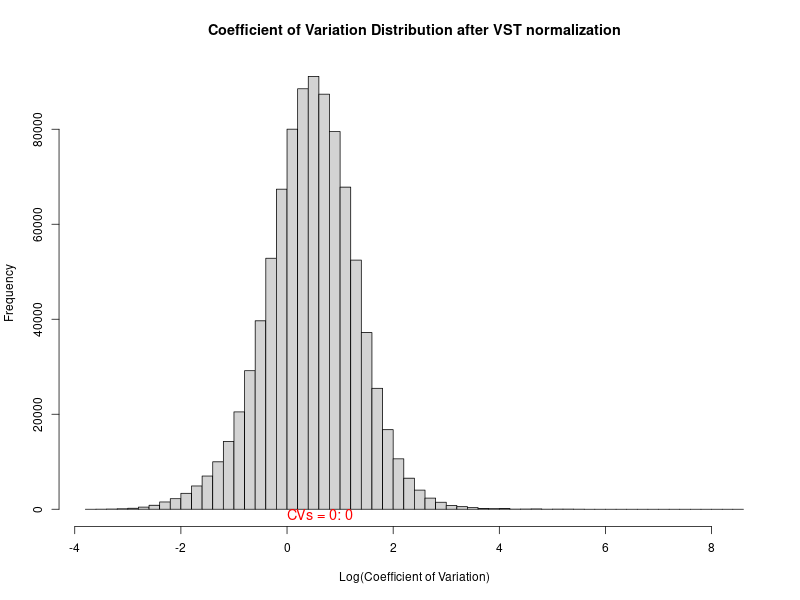 Coefficient of Variation Distribution after VST normalization
Frequency
80000
60000
40000
20000
0
CVs = 0: 0
-4 -2 0 2 4 6 8
Log(Coefficient of Variation)